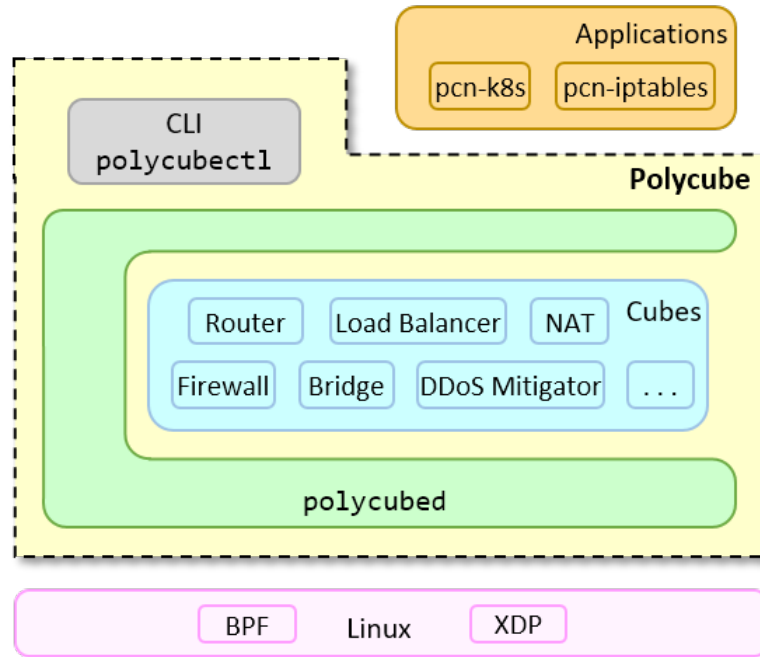 Applications
pcn-k8s pcn-iptables
CLI
polycubectl
Polycube
Router Load Balancer NAT Cubes
Firewall Bridge DDoS Mitigator . . .
polycubed
BPF Linux XDP